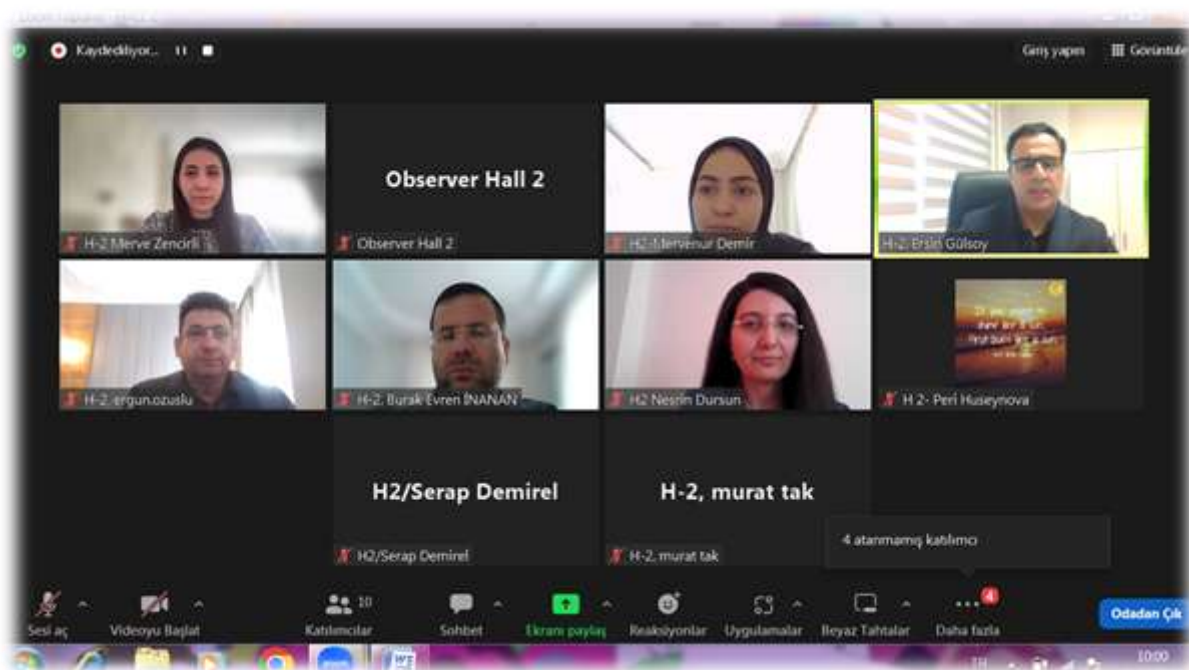 Kaydediliyor...
Giriş yapın
Görüntüle
H-2 Merve Zencirli
Observer Hall 2
Observer Hall 2
H2-Mervenur Demir
H-2, Ersin Gülsoy
H-2, ergun.ozuslu
H-2, Burak Evren İNANAN
H2 Nesrin Dursun
H 2- Peri Huseynova
H2/Serap Demirel
H2/Serap Demirel
H-2, murat tak
H-2, murat tak
4 atanmamış katılımcı
10
4
Sesi aç
Videoyu Başlat
Katılımcılar
Sohbet
Ekranı paylaş
Reaksiyonlar
Uygulamalar
Beyaz Tahtalar
Daha fazla
Odadan Çık
10:00